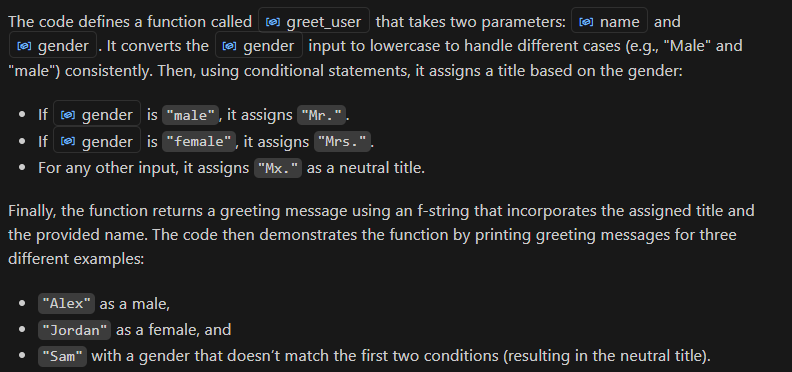 The code defines a function called greet_user that takes two parameters: name and
gender . It converts the gender input to lowercase to handle different cases (e.g., "Male" and
"male") consistently. Then, using conditional statements, it assigns a title based on the gender:
• If gender is "male", it assigns "Mr.".
• If gender is "female", it assigns "Mrs.".
• For any other input, it assigns "Mx." as a neutral title.
Finally, the function returns a greeting message using an f-string that incorporates the assigned title and
the provided name. The code then demonstrates the function by printing greeting messages for three
different examples:
• "Alex" as a male,
• "Jordan" as a female, and
• "Sam" with a gender that doesn’t match the first two conditions (resulting in the neutral title).